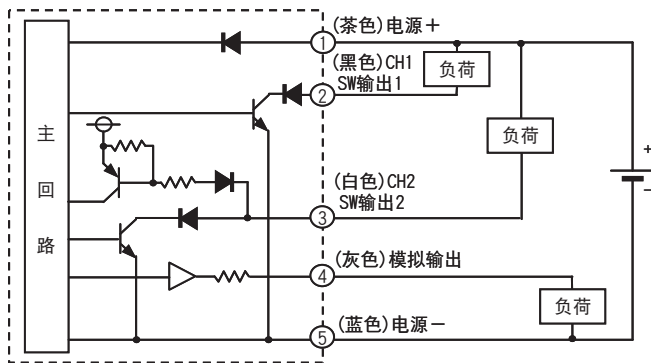 (茶色)电源+
①
(黑色)CH1
SW输出1
②
负荷
主回路
负荷
+
−
(白色)CH2
SW输出2
③
(灰色)模拟输出
④
负荷
(蓝色)电源−
⑤